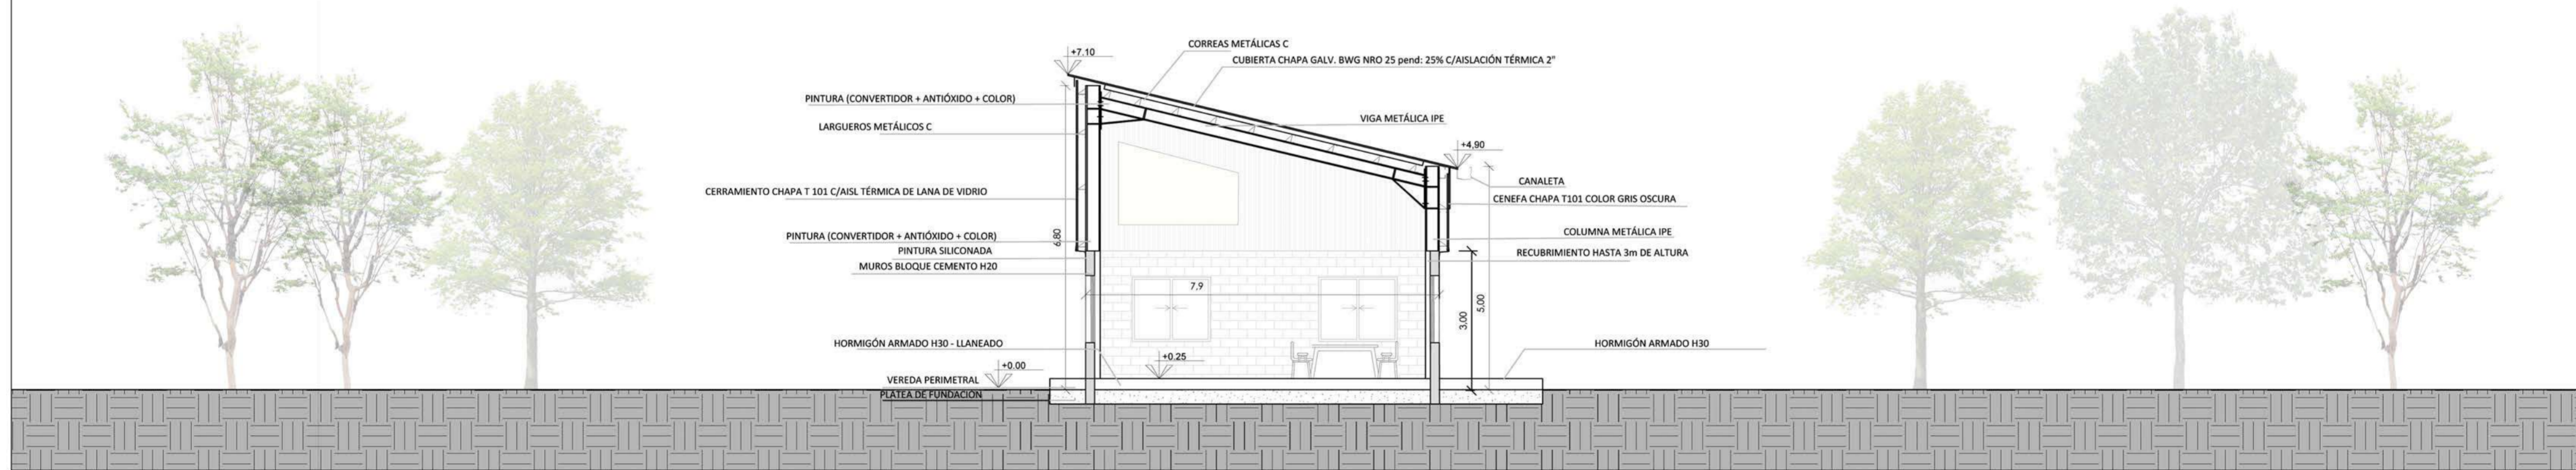 CORREAS METÁLICAS C
+7.10
CUBIERTA CHAPA GALV. BWG NRO 25 pend: 25% C/AISLACIÓN TÉRMICA 2"
PINTURA (CONVERTIDOR + ANTIÓXIDO + COLOR)
VIGA METÁLICA IPE
LARGUEROS METÁLICOS C
+4,90
CANALETA
CERRAMIENTO CHAPA T 101 C/AISL TÉRMICA DE LANA DE VIDRIO
CENEFA CHAPA T101 COLOR GRIS OSCURA
COLUMNA METÁLICA IPE
PINTURA (CONVERTIDOR + ANTIÓXIDO + COLOR)
6,80
PINTURA SILICONADA
RECUBRIMIENTO HASTA 3m DE ALTURA
MUROS BLOQUE CEMENTO H20
7,9
5,00
3,00
HORMIGÓN ARMADO H30 - LLANEADO
HORMIGÓN ARMADO H30
+0.25
+0.00
VEREDA PERIMETRAL
PLATEA DE FUNDACIÓN